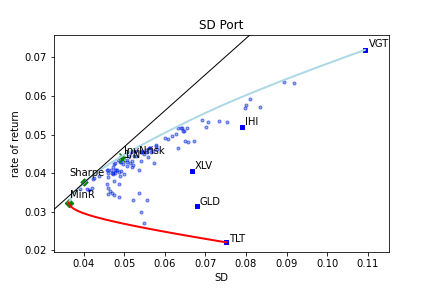 SD Port
VGT
0.07
0.06
IHI
0.05
InvNrisk
XLV
0.04
Sharpe
MinR
GLD
0.03
TLT
0.02
0.04 0.05 0.06 0.07 0.08 0.09 0.10 0.11
SD
rate of return